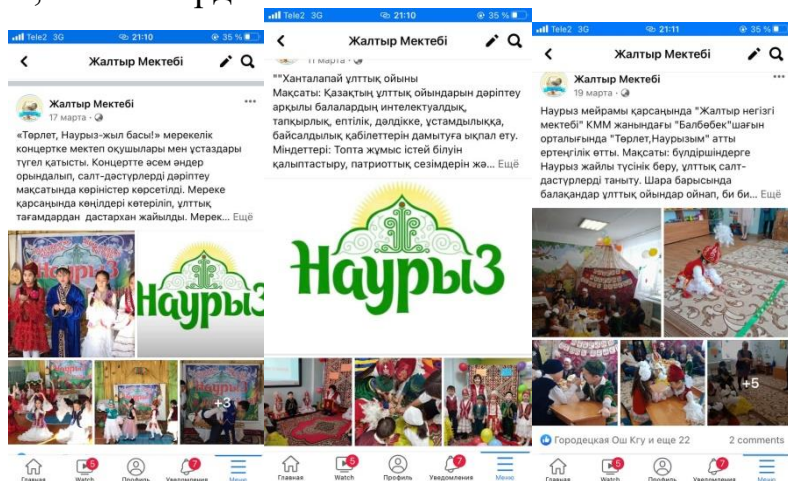 Tele2 3G 21:10 35 %
Жалтыр Мектебі
Жалтыр Мектебі
17 марта
«Төрлет, Наурыз-жыл басы!» мерекелік
концертке мектеп оқушылары мен ұстаздары
түгел қатысты. Концертте әсем әндер
орындалып, салт-дәстүрлерді дәріптеу
мақсатында көріністер көрсетілді. Мереке
қарсаңында көңілдері көтеріліп, ұлттық
тағамдардан дастархан жайылды. Мерек... Ещё
Наурыз
Наурыз
+3
Главная Watch Профиль Уведомления Меню
5
7
Tele2 3G 21:10 35 %
Жалтыр Мектебі
11 марта
""Ханталапай ұлттық ойыны
Мақсаты: Қазақтың ұлттық ойындарын дәріптеу
арқылы балалардың интелектуалдық,
тапқырлық, ептілік, дәлдікке, ұстамдылыққа,
байсалдылық қабілеттерін дамытуға ықпал ету.
Міндеттері: Топта жұмыс істей білуін
қалыптастыру, патриоттық сезімдерін жә... Ещё
Наурыз
Главная Watch Профиль Уведомления Меню
5
7
Tele2 3G 21:11 35 %
Жалтыр Мектебі
Жалтыр Мектебі
19 марта
Наурыз мейрамы қарсаңында "Жалтыр негізгі
мектебі" КММ жанындағы "Балбөбек"шағын
орталығында "Төрлет,Наурызым" атты
ертеңгілік өтті. Мақсаты: бүлдіршіндерге
Наурыз жайлы түсінік беру, ұлттық салт-
дәстүрлерді таныту. Шара барысында
балақандар ұлттық ойындар ойнап, би би... Ещё
+5
Городецкая Ош Кгу и еще 22 2 comments
Главная Watch Профиль Уведомления Меню
5
7